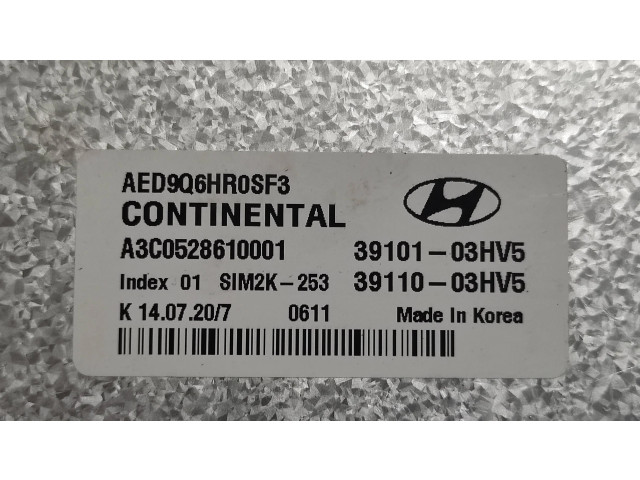 AED9Q6HR0SF3
CONTINENTAL
A3C0528610001 39101-03HV5
Index 01 SIM2K-253 39110-03HV5
K 14.07.20/7 0611 Made In Korea